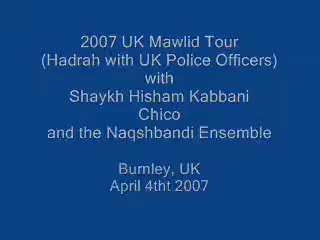 2007 UK Mawlid Tour
(Hadrah with UK Police Officers)
with
Shaykh Hisham Kabbani
Chico
and the Naqshbandi Ensemble
Burnley, UK
April 4tht 2007